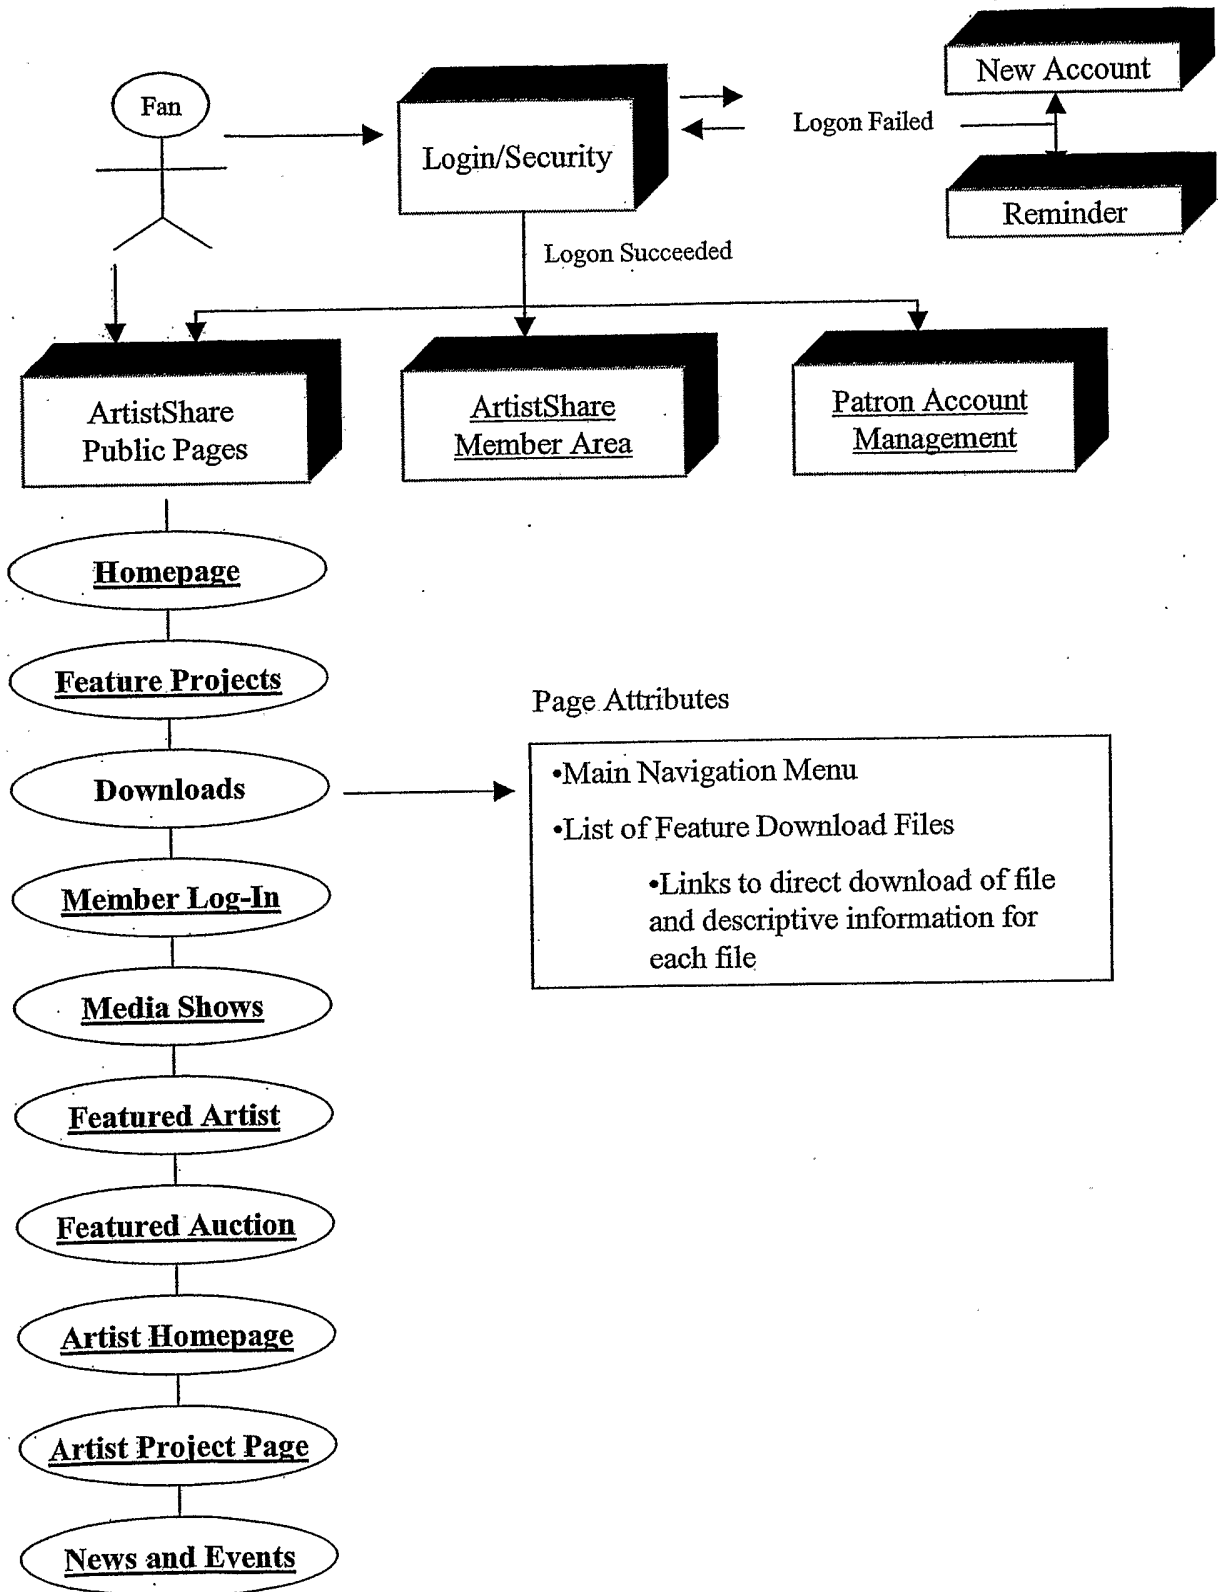 Fan
Login/Security
New Account
Logon Failed
Reminder
Logon Succeeded
ArtistShare
Public Pages
ArtistShare
Member Area
Patron Account
Management
Homepage
Feature Projects
Downloads
Page Attributes
•Main Navigation Menu
•List of Feature Download Files
•Links to direct download of file
and descriptive information for
each file
Member Log-In
Media Shows
Featured Artist
Featured Auction
Artist Homepage
Artist Project Page
News and Events